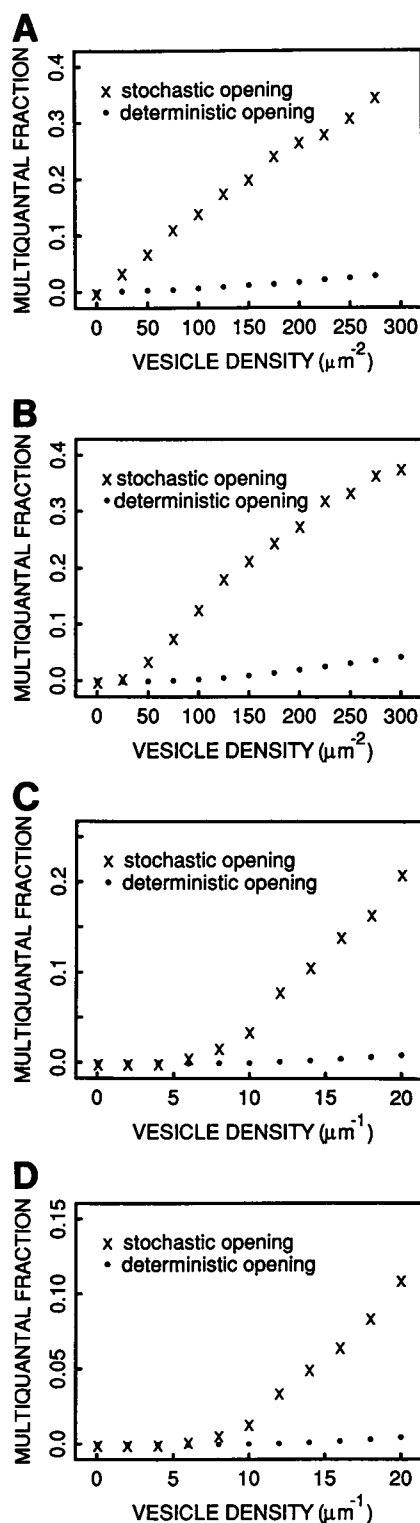 A
MULTIQUANTAL FRACTION
0.0 0.1 0.2 0.3 0.4
x stochastic opening
• deterministic opening
0 50 100 150 200 250 300
VESICLE DENSITY (μm⁻²)
B
MULTIQUANTAL FRACTION
0.0 0.1 0.2 0.3 0.4
x stochastic opening
• deterministic opening
0 50 100 150 200 250 300
VESICLE DENSITY (μm⁻²)
C
MULTIQUANTAL FRACTION
0.0 0.1 0.2
x stochastic opening
• deterministic opening
0 5 10 15 20
VESICLE DENSITY (μm⁻¹)
D
MULTIQUANTAL FRACTION
0.0 0.05 0.10 0.15
x stochastic opening
• deterministic opening
0 5 10 15 20
VESICLE DENSITY (μm⁻¹)